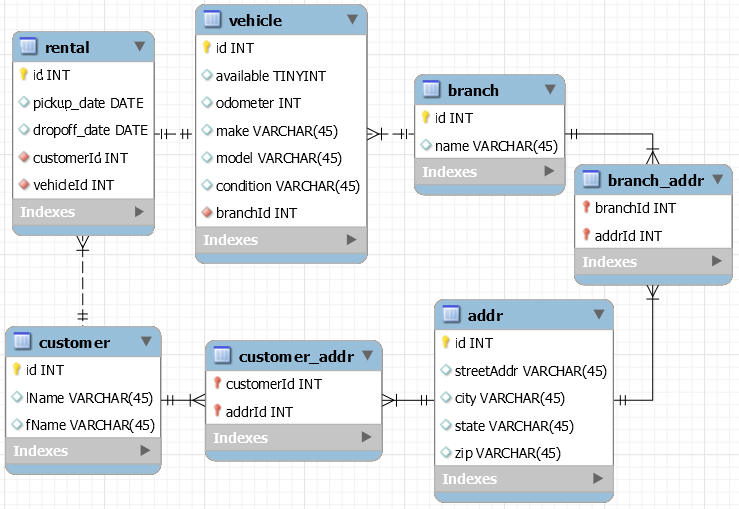 rental
id INT
pickup_date DATE
dropoff_date DATE
customerId INT
vehicleId INT
Indexes
vehicle
id INT
available TINYINT
odometer INT
make VARCHAR(45)
model VARCHAR(45)
condition VARCHAR(45)
branchId INT
Indexes
branch
id INT
name VARCHAR(45)
Indexes
branch_addr
branchId INT
addrId INT
Indexes
customer
id INT
lName VARCHAR(45)
fName VARCHAR(45)
Indexes
customer_addr
customerId INT
addrId INT
Indexes
addr
id INT
streetAddr VARCHAR(45)
city VARCHAR(45)
state VARCHAR(45)
zip VARCHAR(45)
Indexes